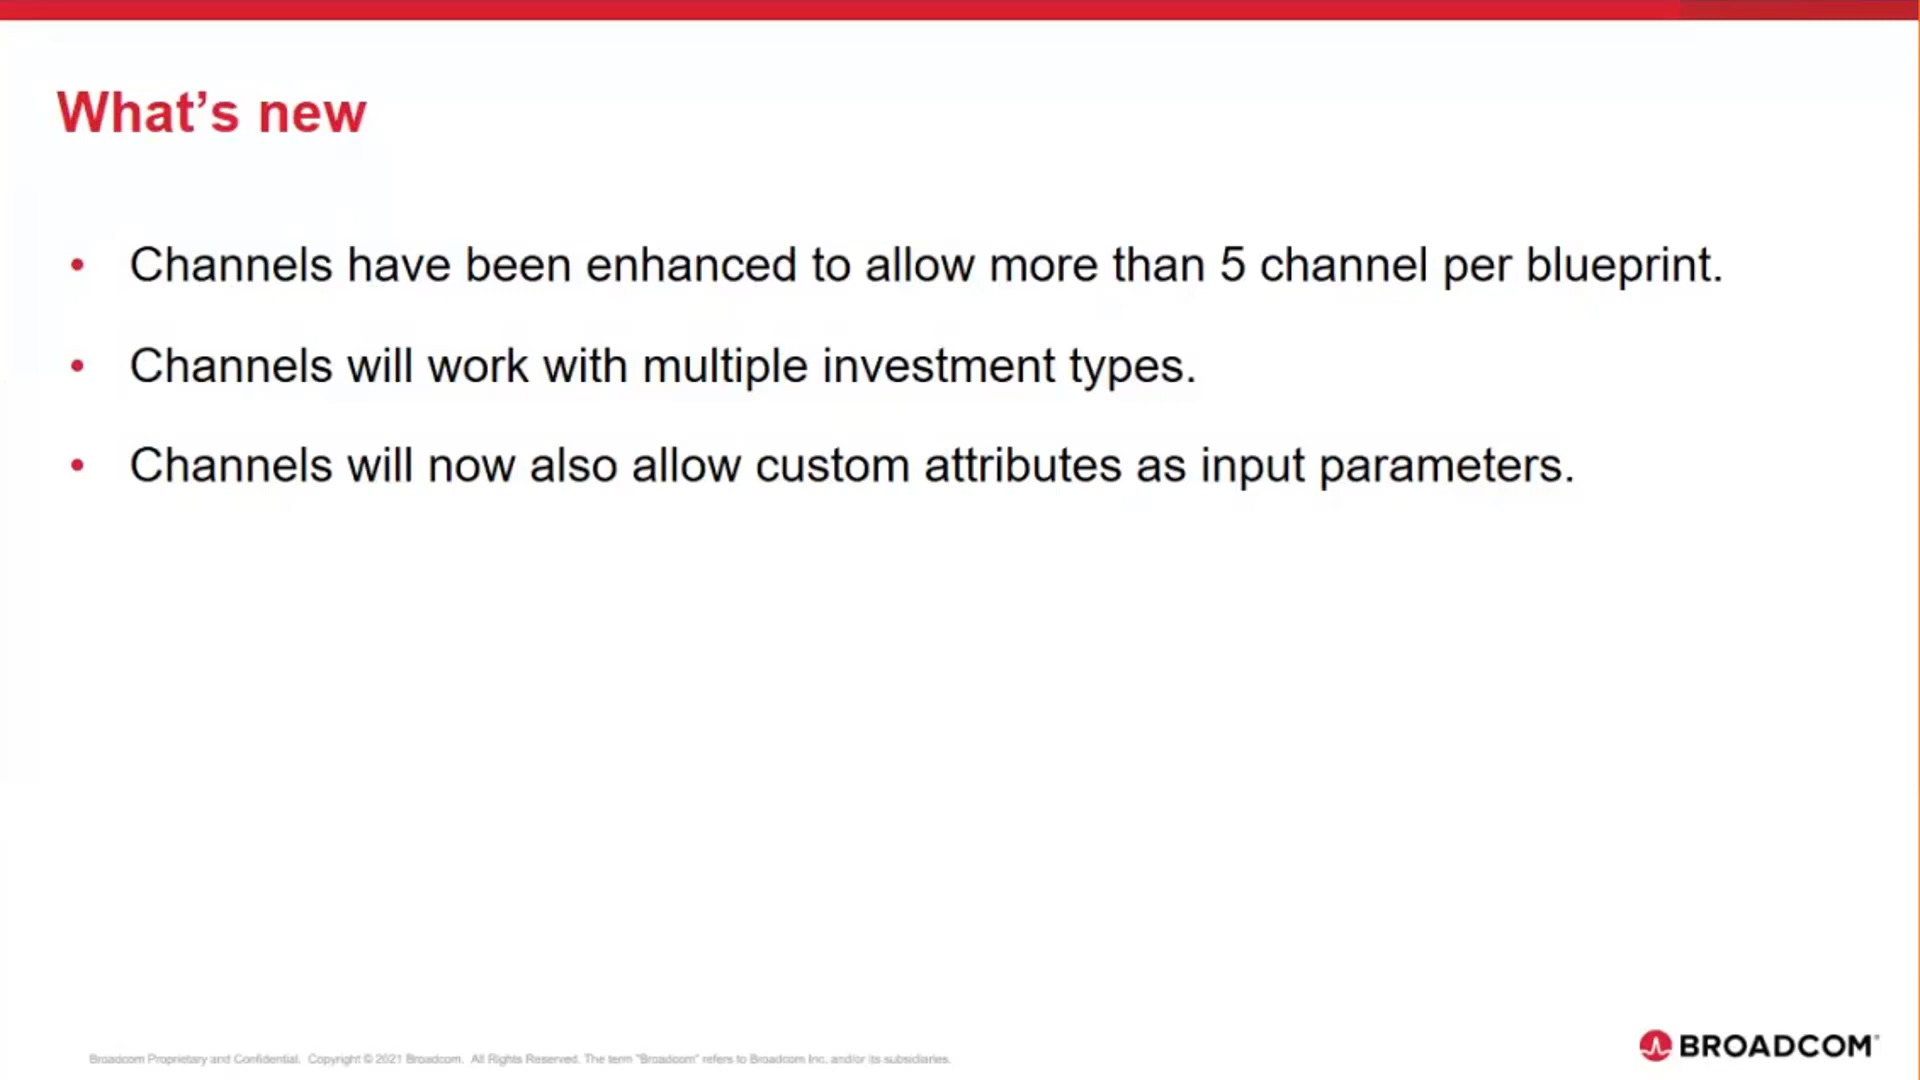 What’s new
• Channels have been enhanced to allow more than 5 channel per blueprint.
• Channels will work with multiple investment types.
• Channels will now also allow custom attributes as input parameters.
Broadcom Proprietary and Confidential. Copyright © 2021 Broadcom. All Rights Reserved. The term “Broadcom” refers to Broadcom Inc. and/or its subsidiaries.
BROADCOM®